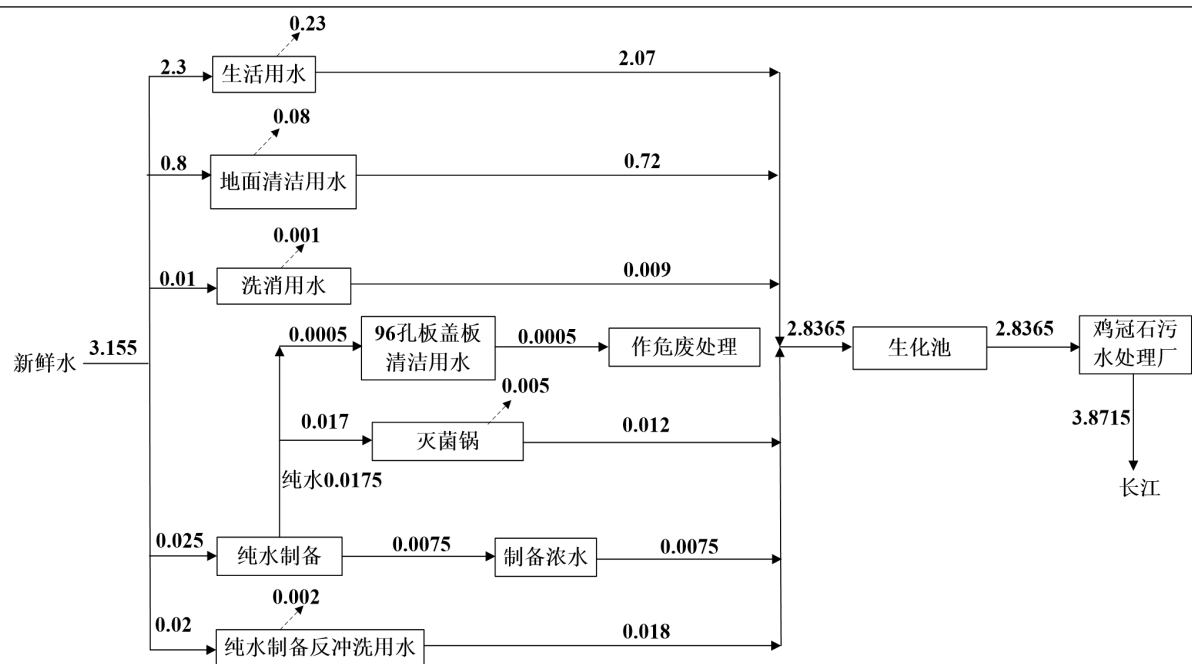 0.23
2.3
生活用水
2.07
0.08
0.8
地面清洁用水
0.72
0.001
0.01
洗消用水
0.009
新鲜水
3.155
0.0005
96孔板盖板
清洁用水
0.0005
作危废处理
2.8365
生化池
2.8365
鸡冠石污
水处理厂
0.005
0.017
灭菌锅
0.012
3.8715
长江
纯水0.0175
0.025
纯水制备
0.0075
制备浓水
0.0075
0.002
0.02
纯水制备反冲洗用水
0.018